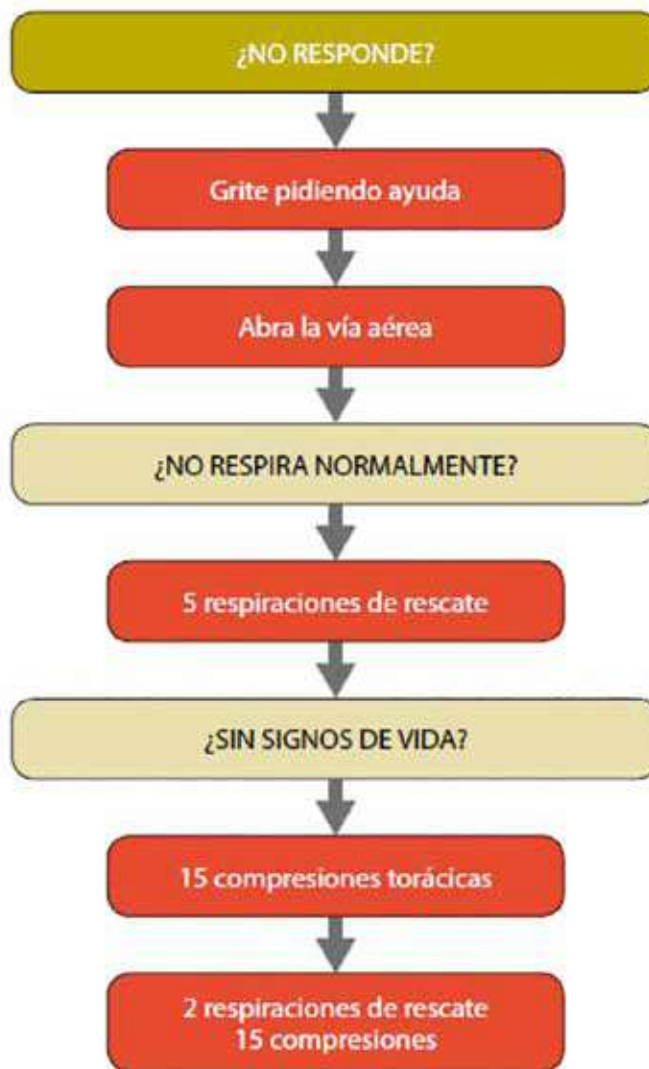 ¿NO RESPONDE?
Grite pidiendo ayuda
Abra la vía aérea
¿NO RESPIRA NORMALMENTE?
5 respiraciones de rescate
¿SIN SIGNOS DE VIDA?
15 compresiones torácicas
2 respiraciones de rescate
15 compresiones